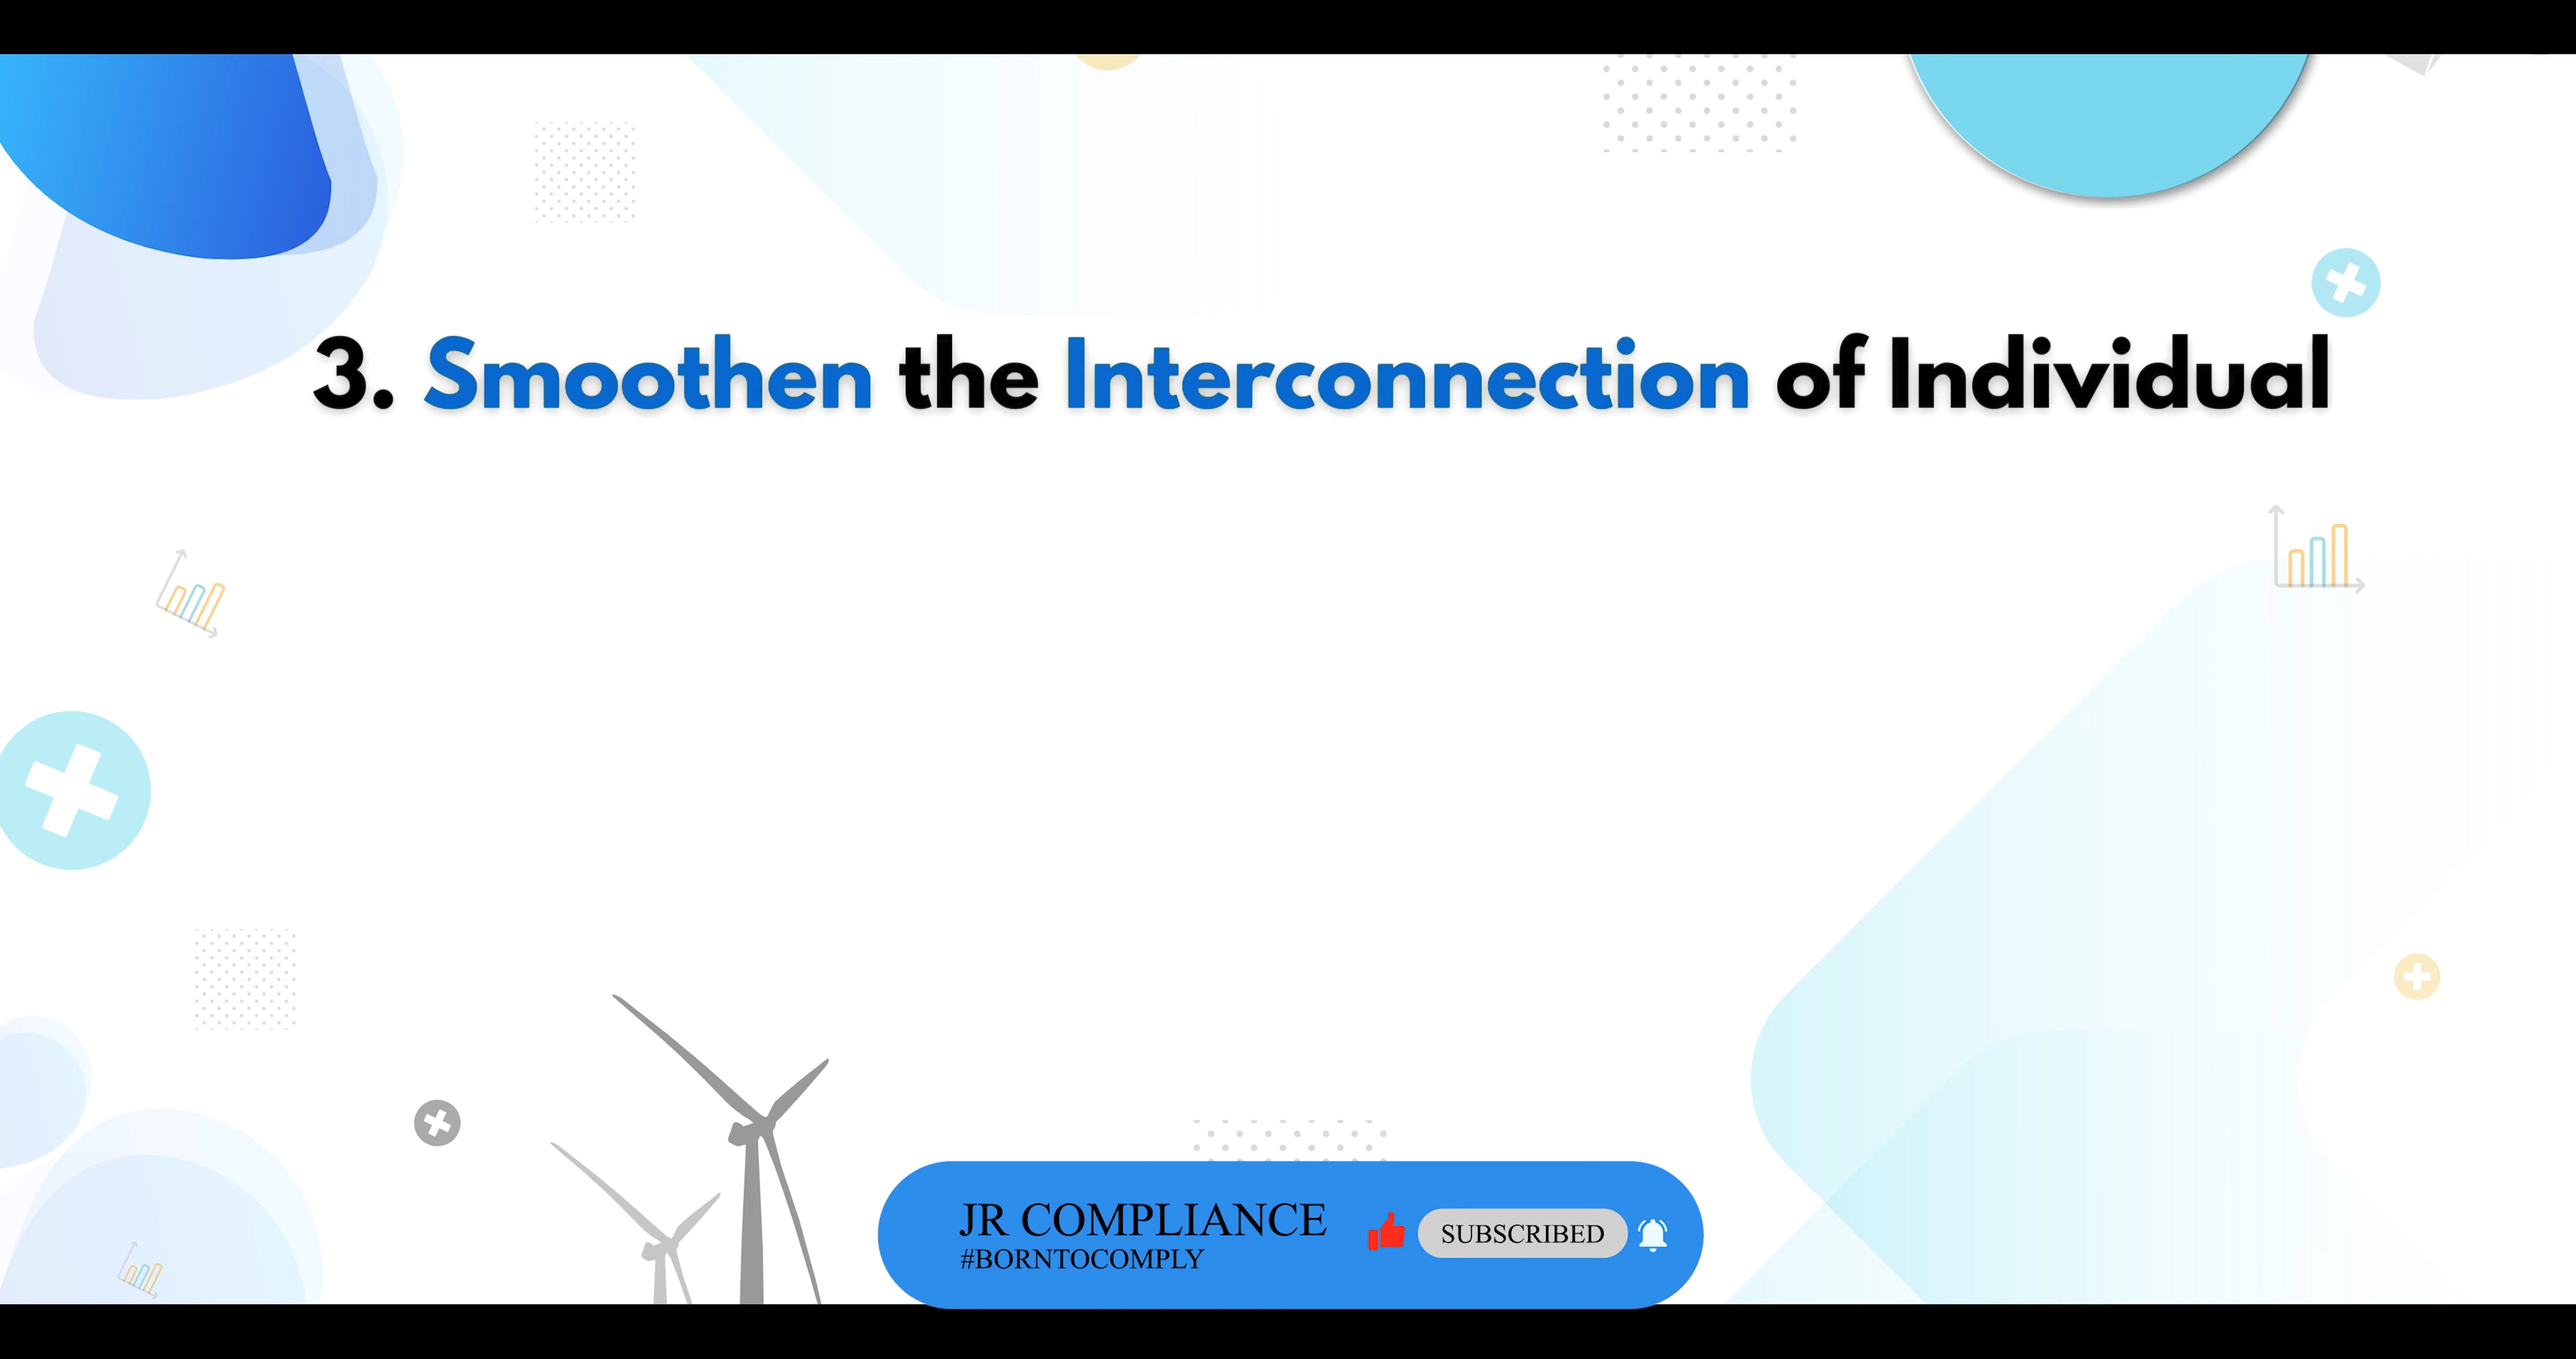 3. Smoothen the Interconnection of Individual
JR COMPLIANCE
SUBSCRIBED
#BORNTOCOMPLY